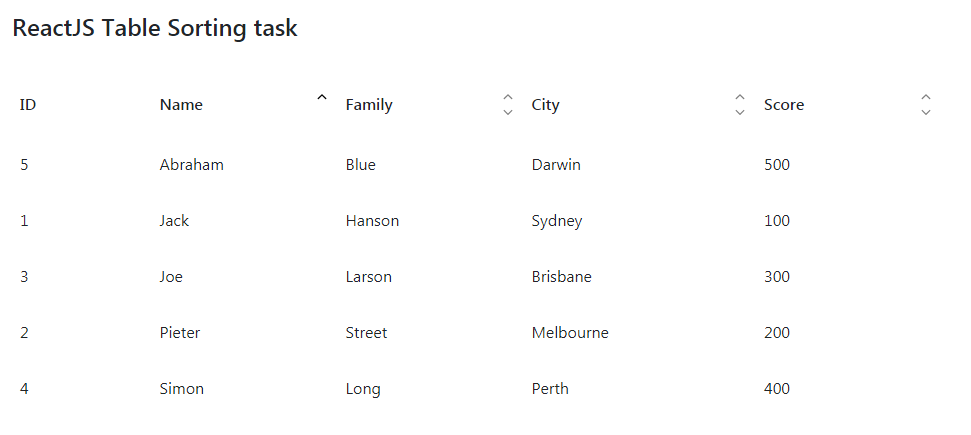 ReactJS Table Sorting task
ID Name Family City Score
5 Abraham Blue Darwin 500
1 Jack Hanson Sydney 100
3 Joe Larson Brisbane 300
2 Pieter Street Melbourne 200
4 Simon Long Perth 400